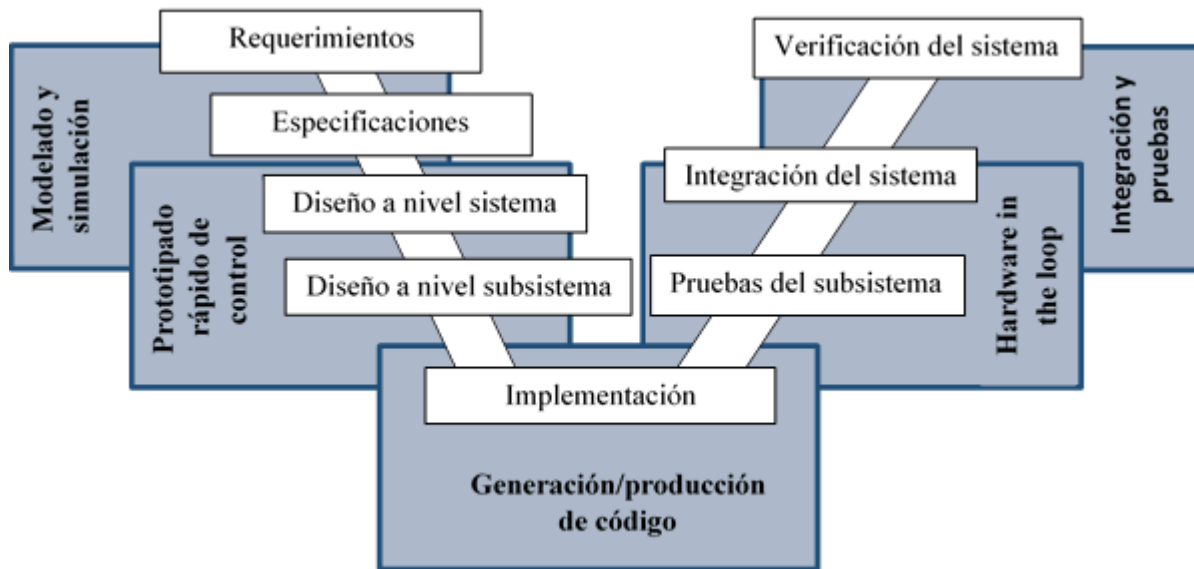 Requerimientos
Especificaciones
Diseño a nivel sistema
Diseño a nivel subsistema
Implementación
Pruebas del subsistema
Integración del sistema
Verificación del sistema
Modelado y
simulación
Prototipado
rápido de
control
Generación/producción
de código
Hardware in
the loop
Integración y
pruebas